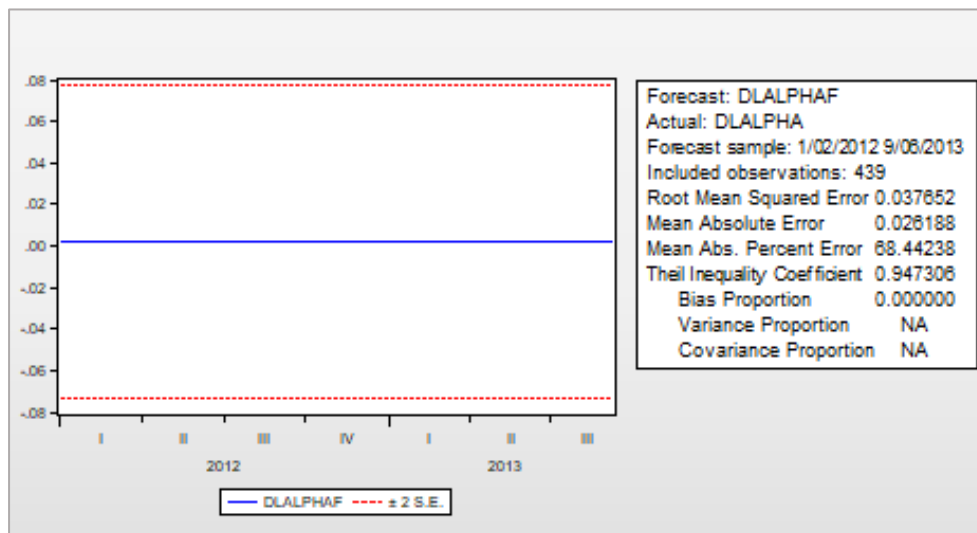 .08
.06
.04
.02
.00
-.02
-.04
-.06
-.08
I II III IV I II III
2012 2013
DLALPHAF ± 2 S.E.
Forecast: DLALPHAF
Actual: DLALPHA
Forecast sample: 1/02/2012 9/06/2013
Included observations: 439
Root Mean Squared Error 0.037652
Mean Absolute Error 0.026188
Mean Abs. Percent Error 68.44238
Theil Inequality Coefficient 0.947306
Bias Proportion 0.000000
Variance Proportion NA
Covariance Proportion NA